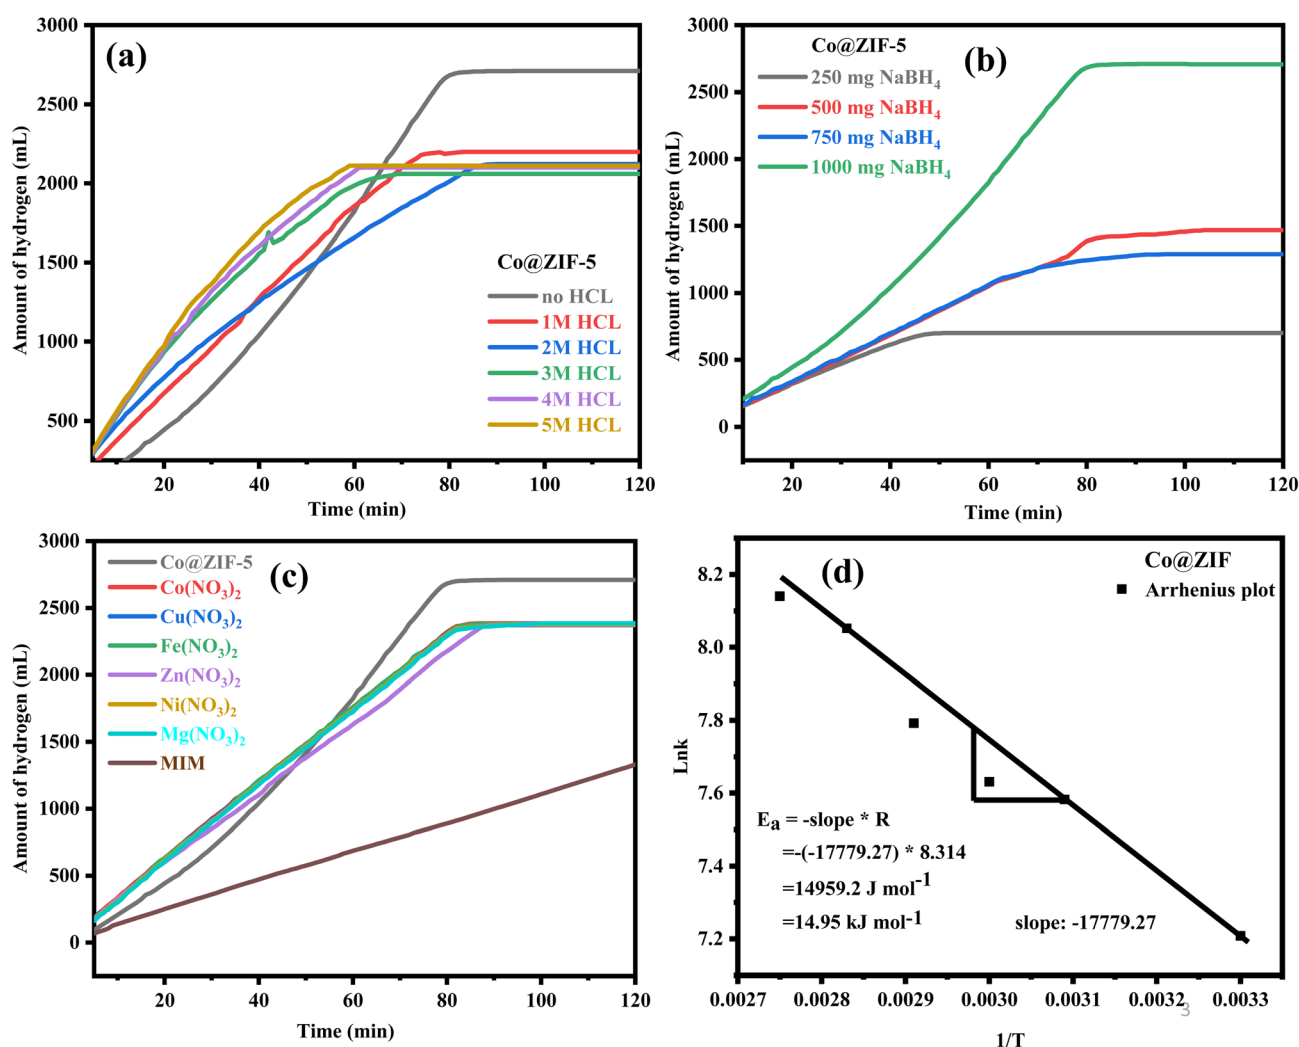 (a)
3000
2500
2000
1500
1000
500
Amount of hydrogen (mL)
Co@ZIF-5
no HCL
1M HCL
2M HCL
3M HCL
4M HCL
5M HCL
20 40 60 80 100 120
Time (min)
(b)
3000
2500
2000
1500
1000
500
0
Amount of hydrogen (mL)
Co@ZIF-5
250 mg NaBH4
500 mg NaBH4
750 mg NaBH4
1000 mg NaBH4
20 40 60 80 100 120
Time (min)
(c)
3000
2500
2000
1500
1000
500
0
Amount of hydrogen (mL)
Co@ZIF-5
Co(NO3)2
Cu(NO3)2
Fe(NO3)2
Zn(NO3)2
Ni(NO3)2
Mg(NO3)2
MIM
20 40 60 80 100 120
Time (min)
(d)
8.2
8.0
7.8
7.6
7.4
7.2
Lnk
Co@ZIF
Arrhenius plot
Ea = -slope * R
=-(-17779.27) * 8.314
=14959.2 J mol-1
=14.95 kJ mol-1
slope: -17779.27
0.0027 0.0028 0.0029 0.0030 0.0031 0.0032 0.0033
3
1/T